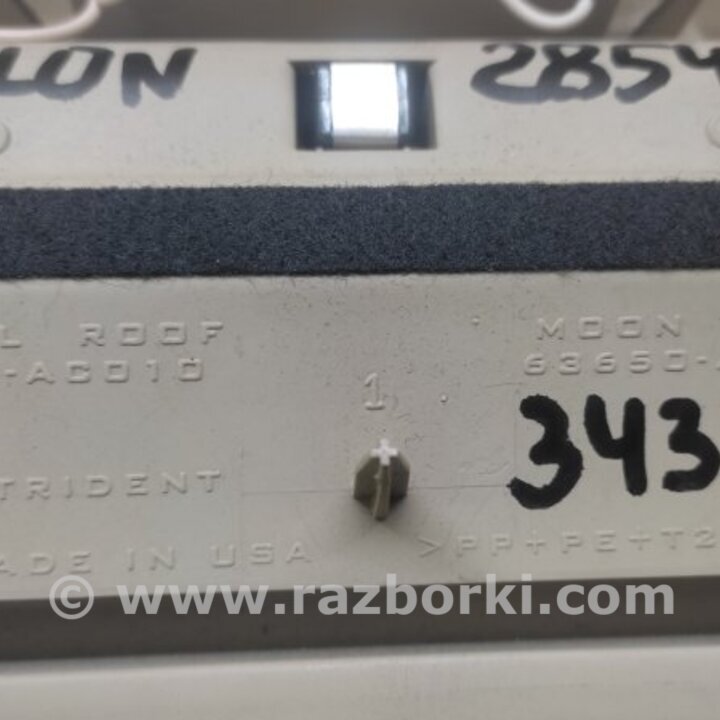 LON 2854
L ROOF MOON
-AC010 63650-
1
343
TRIDENT
ADE IN USA >PP+PE+T2
© www.razborki.com